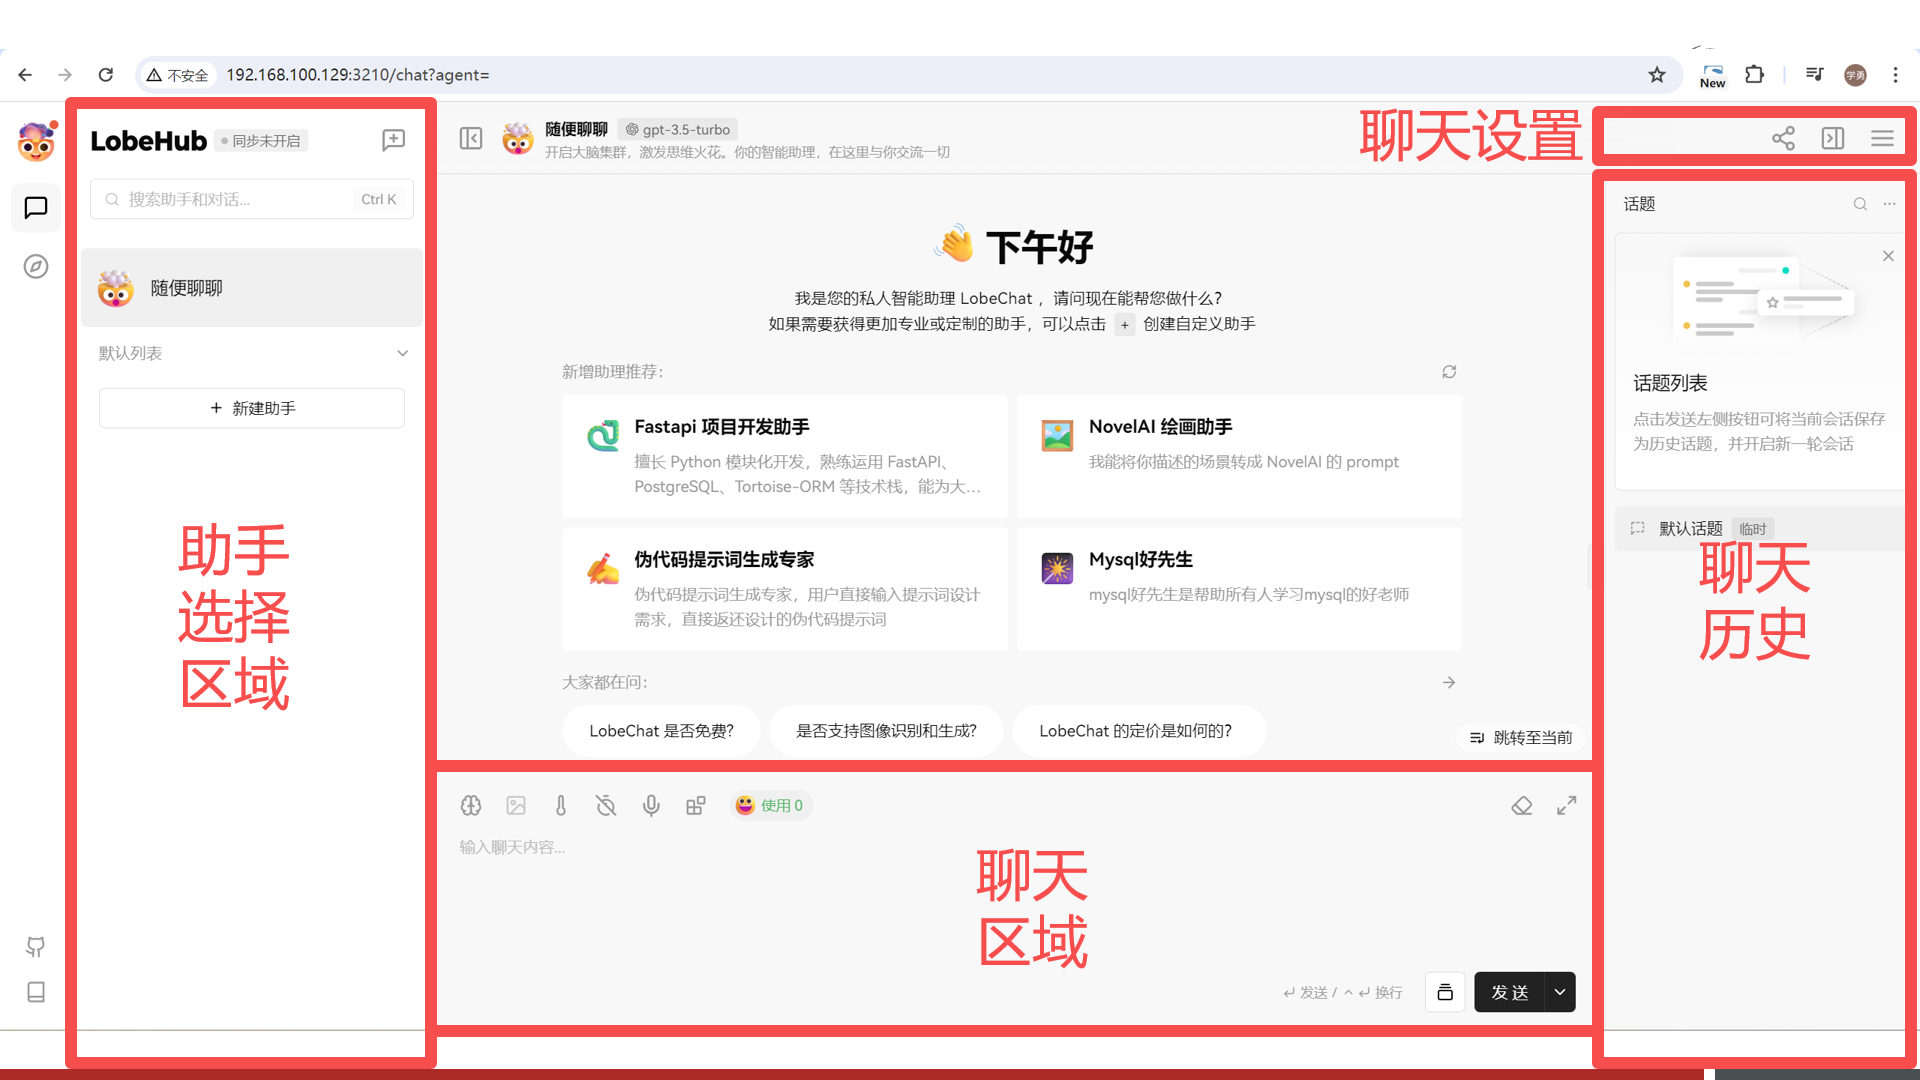 不安全
192.168.100.129:3210/chat?agent=
New
学勇
LobeHub
同步未开启
搜索助手和对话...
Ctrl K
随便聊聊
默认列表
+ 新建助手
助手
选择
区域
随便聊聊
gpt-3.5-turbo
开启大脑集群，激发思维火花。你的智能助理，在这里与你交流一切
聊天设置
下午好
我是您的私人智能助理 LobeChat ，请问现在能帮您做什么？
如果需要获得更加专业或定制的助手，可以点击 + 创建自定义助手
新增助理推荐：
Fastapi 项目开发助手
擅长 Python 模块化开发，熟练运用 FastAPI、
PostgreSQL、Tortoise-ORM 等技术栈，能为大...
NovelAI 绘画助手
我能将你描述的场景转成 NovelAI 的 prompt
伪代码提示词生成专家
伪代码提示词生成专家，用户直接输入提示词设计
需求，直接返还设计的伪代码提示词
Mysql好先生
mysql好先生是帮助所有人学习mysql的好老师
大家都在问：
LobeChat 是否免费？
是否支持图像识别和生成？
LobeChat 的定价是如何的？
跳转至当前
使用 0
输入聊天内容...
聊天
区域
发送 / 换行
发 送
话题
话题列表
点击发送左侧按钮可将当前会话保存
为历史话题，并开启新一轮会话
默认话题
临时
聊天
历史